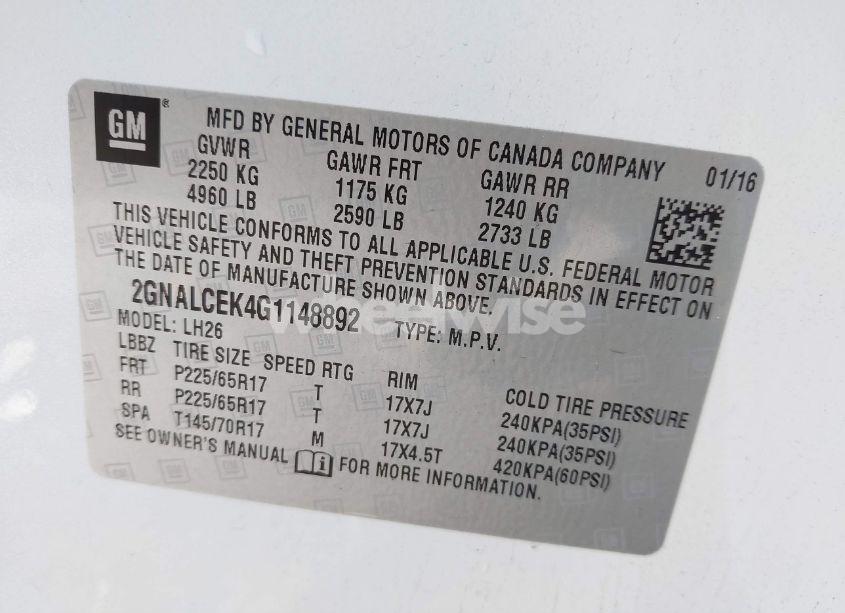 GM®
MFD BY GENERAL MOTORS OF CANADA COMPANY 01/16
GVWR GAWR FRT GAWR RR
2250 KG 1175 KG 1240 KG
4960 LB 2590 LB 2733 LB
THIS VEHICLE CONFORMS TO ALL APPLICABLE U.S. FEDERAL MOTOR
VEHICLE SAFETY AND THEFT PREVENTION STANDARDS IN EFFECT ON
THE DATE OF MANUFACTURE SHOWN ABOVE.
2GNALCEK4G1148892 TYPE: M.P.V.
MODEL: LH26
LBBZ TIRE SIZE SPEED RTG RIM COLD TIRE PRESSURE
FRT P225/65R17 T 17X7J 240KPA(35PSI)
RR P225/65R17 T 17X7J 240KPA(35PSI)
SPA T145/70R17 M 17X4.5T 420KPA(60PSI)
SEE OWNER'S MANUAL i FOR MORE INFORMATION.
wheelwise